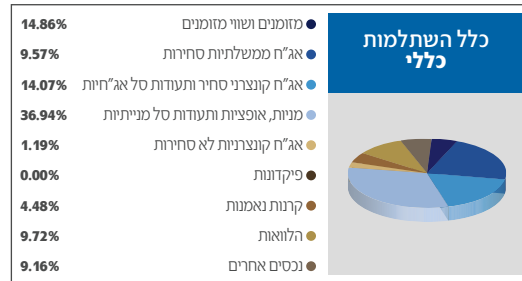 כלל השתלמות
כללי
מזומנים ושווי מזומנים 14.86%
אג"ח ממשלתיות סחירות 9.57%
אג"ח קונצרני סחיר ותעודות סל אג"חיות 14.07%
מניות, אופציות ותעודות סל מנייתיות 36.94%
אג"ח קונצרניות לא סחירות 1.19%
פיקדונות 0.00%
קרנות נאמנות 4.48%
הלוואות 9.72%
נכסים אחרים 9.16%